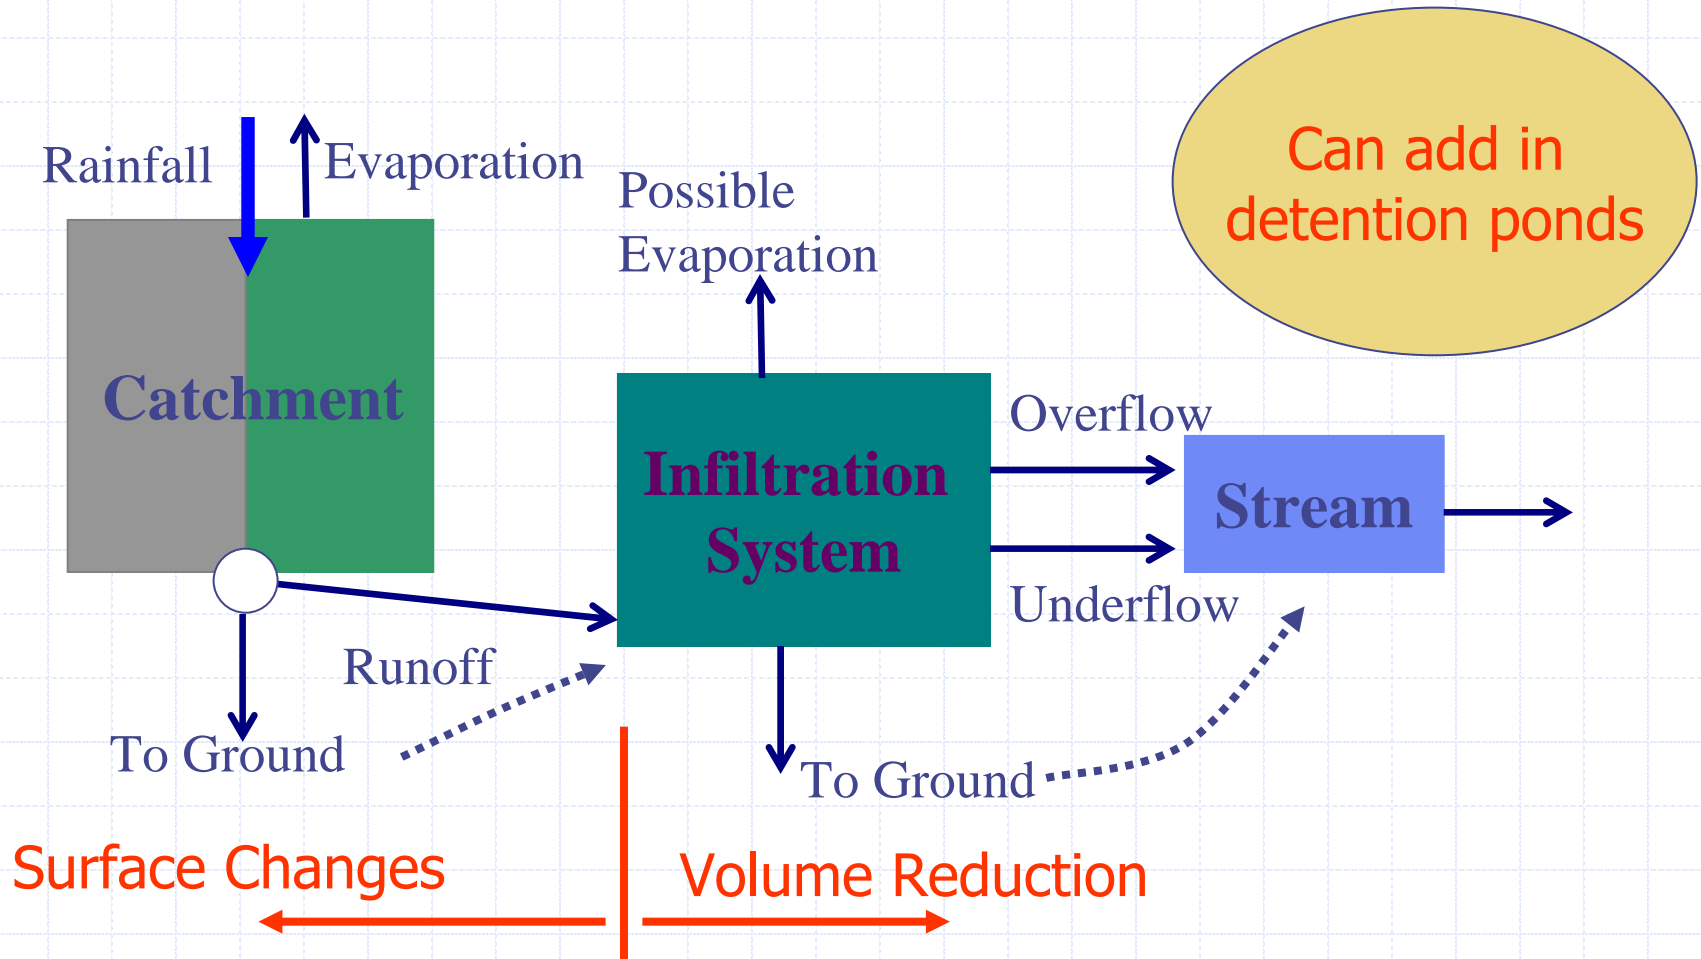 Can add in
detention ponds
Rainfall
Evaporation
Possible
Evaporation
Catchment
Overflow
Infiltration
System
Stream
Underflow
Runoff
To Ground
To Ground
Surface Changes
Volume Reduction